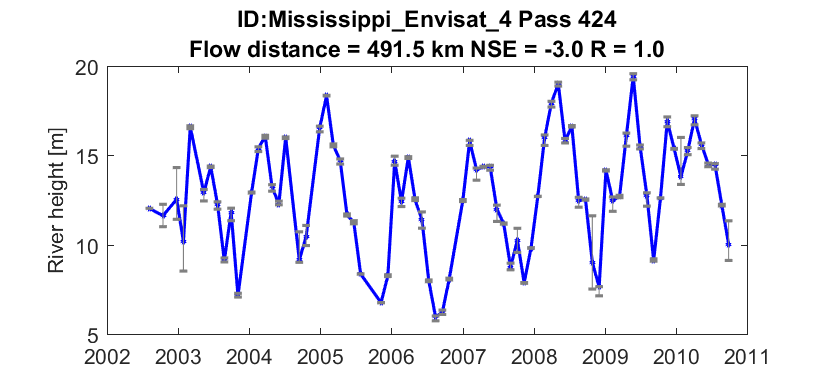 ID:Mississippi_Envisat_4 Pass 424
Flow distance = 491.5 km NSE = -3.0 R = 1.0
River height [m]
20
15
10
5
2002 2003 2004 2005 2006 2007 2008 2009 2010 2011